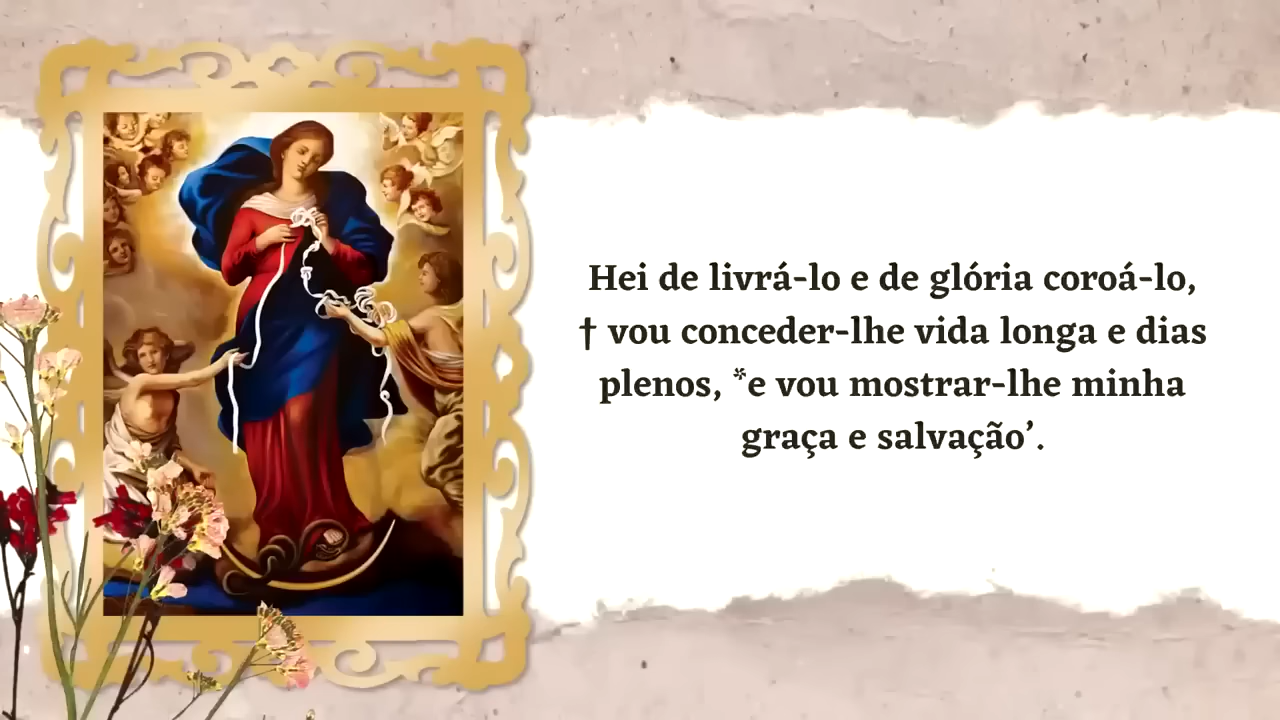 Hei de livrá-lo e de glória coroá-lo,
† vou conceder-lhe vida longa e dias
plenos, *e vou mostrar-lhe minha
graça e salvação’.